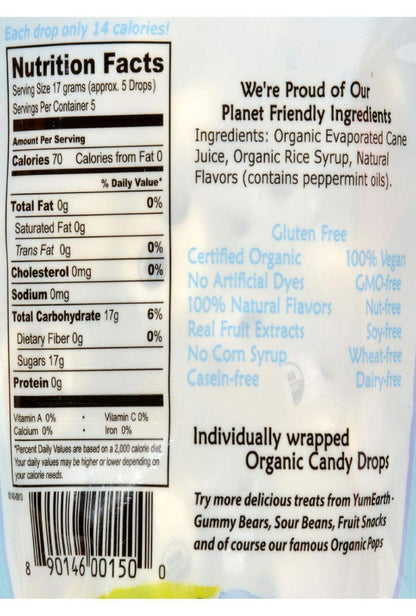 Each drop only 14 calories!
Nutrition Facts
Serving Size 17 grams (approx. 5 Drops)
Servings Per Container 5
Amount Per Serving
Calories 70 Calories from Fat 0
% Daily Value*
Total Fat 0g 0%
Saturated Fat 0g
Trans Fat 0g 0%
Cholesterol 0mg 0%
Sodium 0mg
Total Carbohydrate 17g 6%
Dietary Fiber 0g 0%
Sugars 17g
Protein 0g
Vitamin A 0% • Vitamin C 0%
Calcium 0% • Iron 0%
*Percent Daily Values are based on a 2,000 calorie diet.
Your daily values may be higher or lower depending on
your calorie needs.
8 90146 00150 0
We're Proud of Our
Planet Friendly Ingredients
Ingredients: Organic Evaporated Cane
Juice, Organic Rice Syrup, Natural
Flavors (contains peppermint oils).
Gluten Free
Certified Organic 100% Vegan
No Artificial Dyes GMO-free
100% Natural Flavors Nut-free
Real Fruit Extracts Soy-free
No Corn Syrup Wheat-free
Casein-free Dairy-free
Individually wrapped
Organic Candy Drops
Try more delicious treats from YumEarth -
Gummy Bears, Sour Beans, Fruit Snacks
and of course our famous Organic Pops